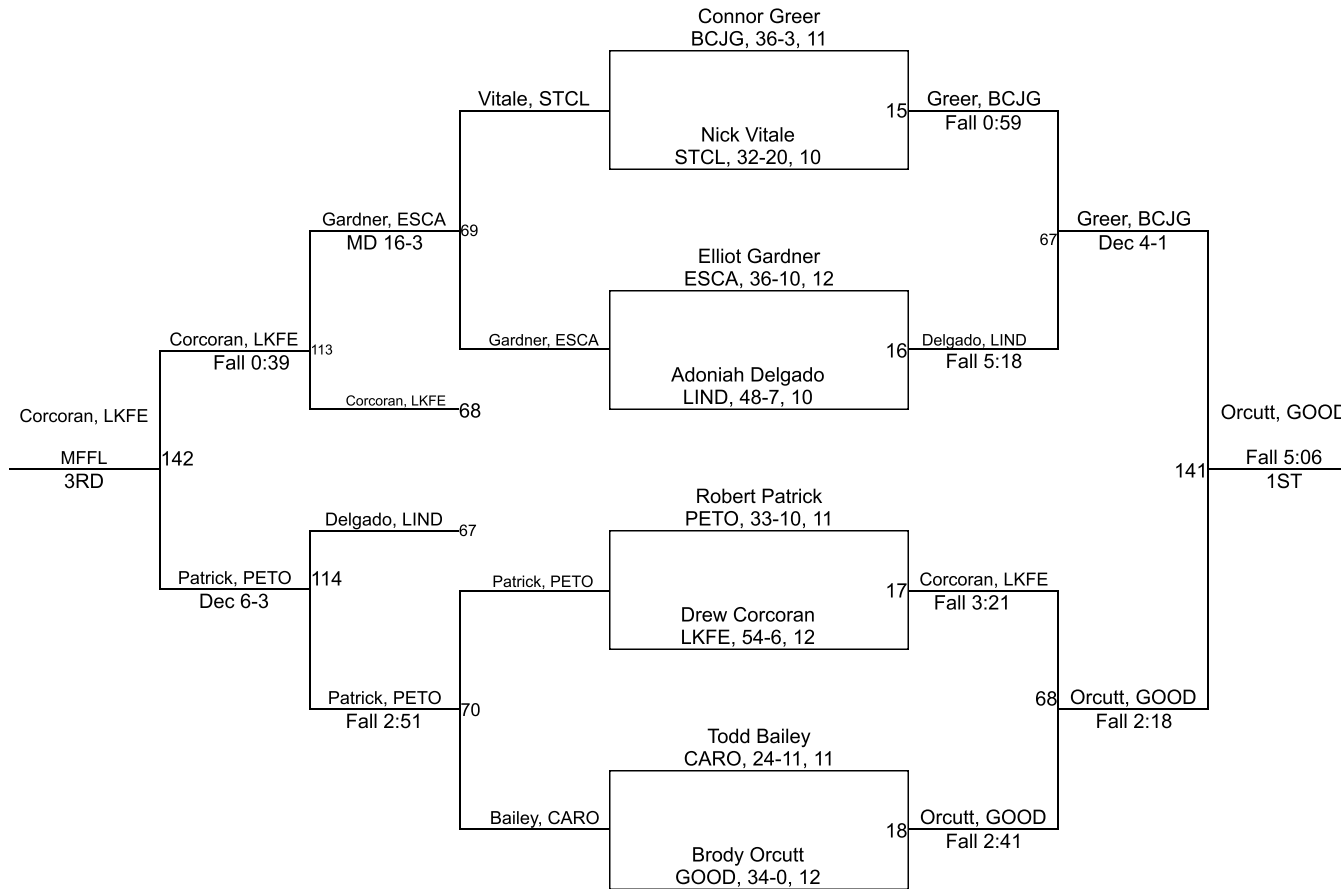 Connor Greer
BCJG, 36-3, 11
Vitale, STCL
15
Greer, BCJG
Fall 0:59
Nick Vitale
STCL, 32-20, 10
Gardner, ESCA
MD 16-3
69
67
Greer, BCJG
Dec 4-1
Elliot Gardner
ESCA, 36-10, 12
Corcoran, LKFE
Fall 0:39
113
Gardner, ESCA
16
Delgado, LIND
Fall 5:18
Adoniah Delgado
LIND, 48-7, 10
Corcoran, LKFE
68
Corcoran, LKFE
MFFL
3RD
142
141
Orcutt, GOOD
Fall 5:06
1ST
Robert Patrick
PETO, 33-10, 11
Delgado, LIND
67
Patrick, PETO
Dec 6-3
114
Patrick, PETO
17
Corcoran, LKFE
Fall 3:21
Drew Corcoran
LKFE, 54-6, 12
Patrick, PETO
Fall 2:51
70
68
Orcutt, GOOD
Fall 2:18
Todd Bailey
CARO, 24-11, 11
Bailey, CARO
18
Orcutt, GOOD
Fall 2:41
Brody Orcutt
GOOD, 34-0, 12